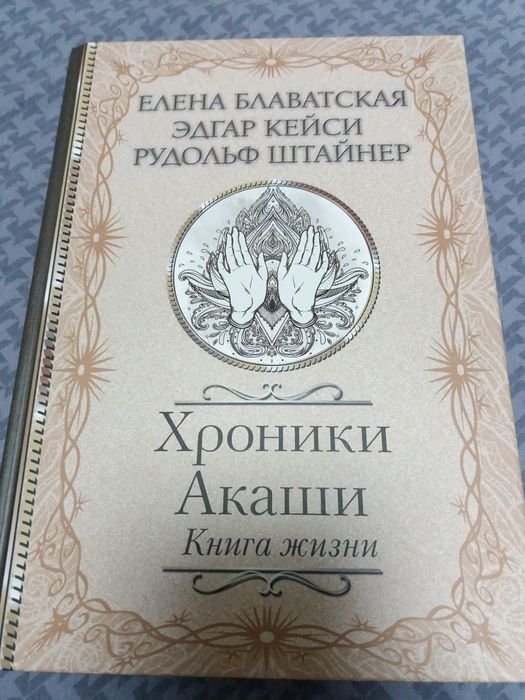 ЕЛЕНА БЛАВАТСКАЯ
ЭДГАР КЕЙСИ
РУДОЛЬФ ШТАЙНЕР
Хроники
Акаши
Книга жизни